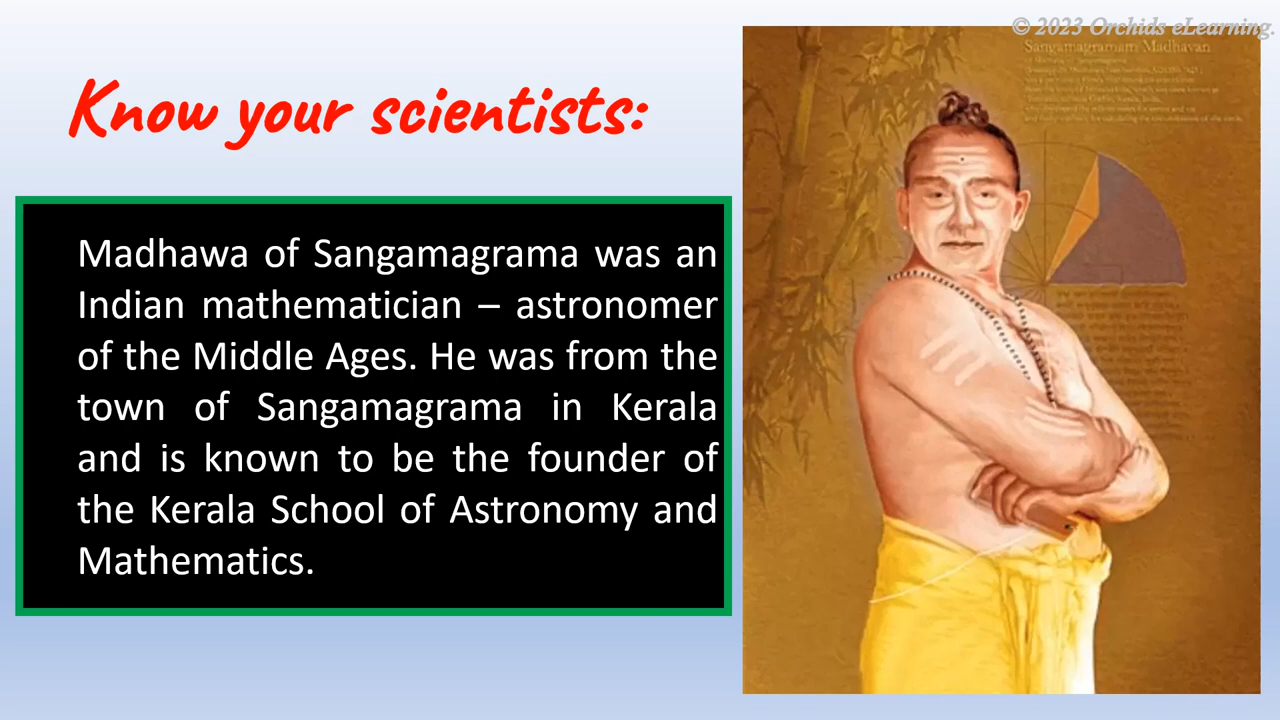 © 2023 Orchids eLearning.
Sangamagramam Madhavan
Know your scientists:
Madhawa of Sangamagrama was an
Indian mathematician – astronomer
of the Middle Ages. He was from the
town of Sangamagrama in Kerala
and is known to be the founder of
the Kerala School of Astronomy and
Mathematics.